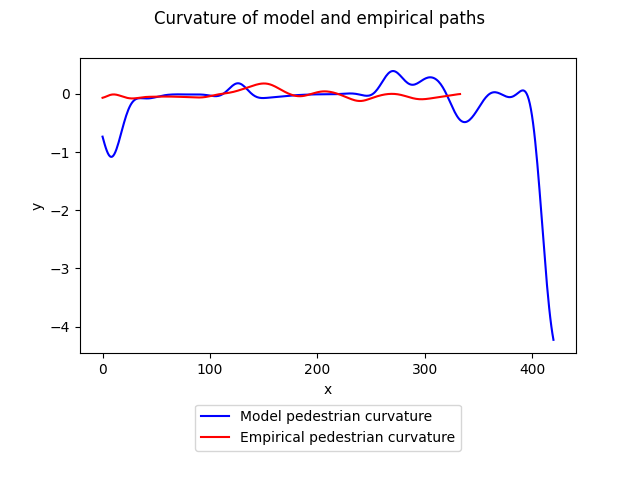 Curvature of model and empirical paths
0
−1
−2
−3
−4
y
0 100 200 300 400
x
Model pedestrian curvature
Empirical pedestrian curvature